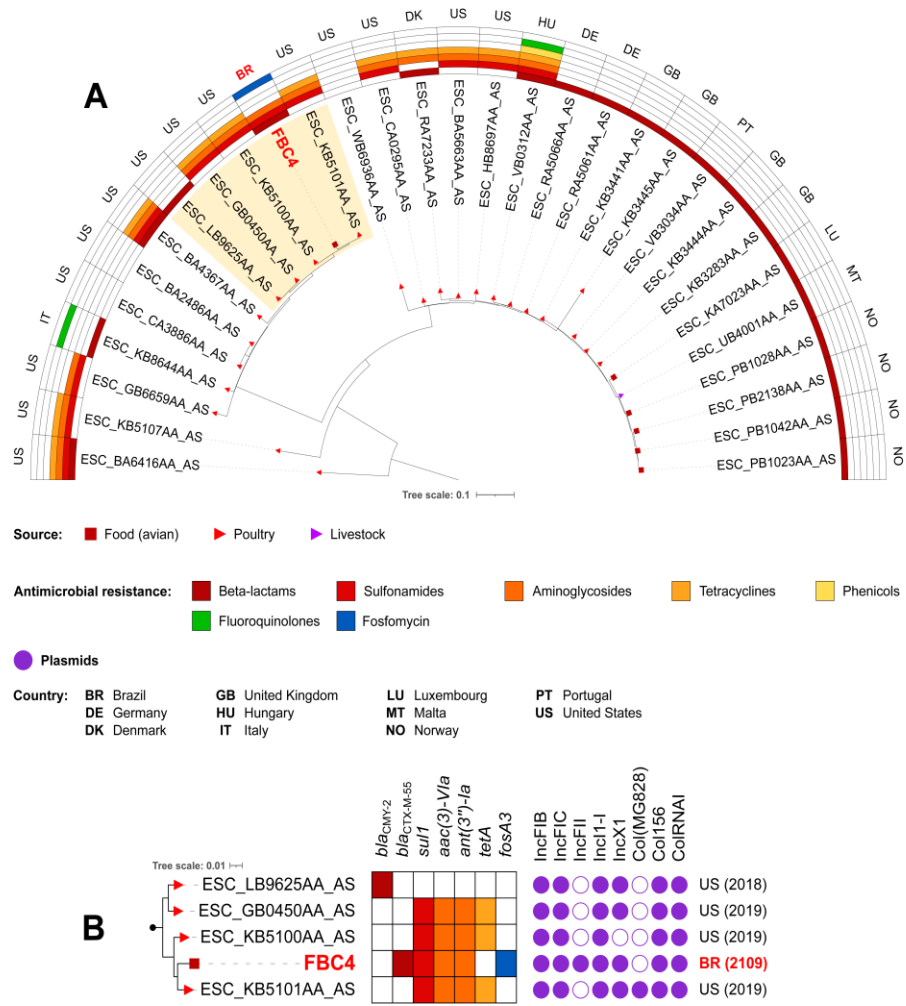 A
US
US
US
IT
US
US
US
US
US
US
BR
US
US
US
DK
US
US
HU
DE
DE
GB
GB
PT
GB
GB
LU
MT
NO
NO
NO
NO
ESC_BA6416AA_AS
ESC_KB5107AA_AS
ESC_GB6659AA_AS
ESC_KB8644AA_AS
ESC_CA3886AA_AS
ESC_BA2486AA_AS
ESC_BA4367AA_AS
ESC_LB9625AA_AS
ESC_GB0450AA_AS
ESC_KB5100AA_AS
FBC4
ESC_KB5101AA_AS
ESC_WB6936AA_AS
ESC_CA0295AA_AS
ESC_RA7233AA_AS
ESC_BA5663AA_AS
ESC_HB8697AA_AS
ESC_VB0312AA_AS
ESC_RA5066AA_AS
ESC_RA5061AA_AS
ESC_KB3441AA_AS
ESC_KB3445AA_AS
ESC_VB3034AA_AS
ESC_KB3444AA_AS
ESC_KB3283AA_AS
ESC_KA7023AA_AS
ESC_UB4001AA_AS
ESC_PB1028AA_AS
ESC_PB2138AA_AS
ESC_PB1042AA_AS
ESC_PB1023AA_AS
Tree scale: 0.1
Source: Food (avian) Poultry Livestock
Antimicrobial resistance: Beta-lactams Sulfonamides Aminoglycosides Tetracyclines Phenicols
Fluoroquinolones Fosfomycin
Plasmids
Country: BR Brazil GB United Kingdom LU Luxembourg PT Portugal
DE Germany HU Hungary MT Malta US United States
DK Denmark IT Italy NO Norway
B
blaCMY-2
blaCTX-M-55
sul1
aac(3)-VIa
ant(3")-Ia
tetA
fosA3
IncFIB
IncFIC
IncFII
IncI1-I
IncX1
Col(MG828)
Col156
ColRNAI
Tree scale: 0.01
ESC_LB9625AA_AS US (2018)
ESC_GB0450AA_AS US (2019)
ESC_KB5100AA_AS US (2019)
FBC4 BR (2109)
ESC_KB5101AA_AS US (2019)